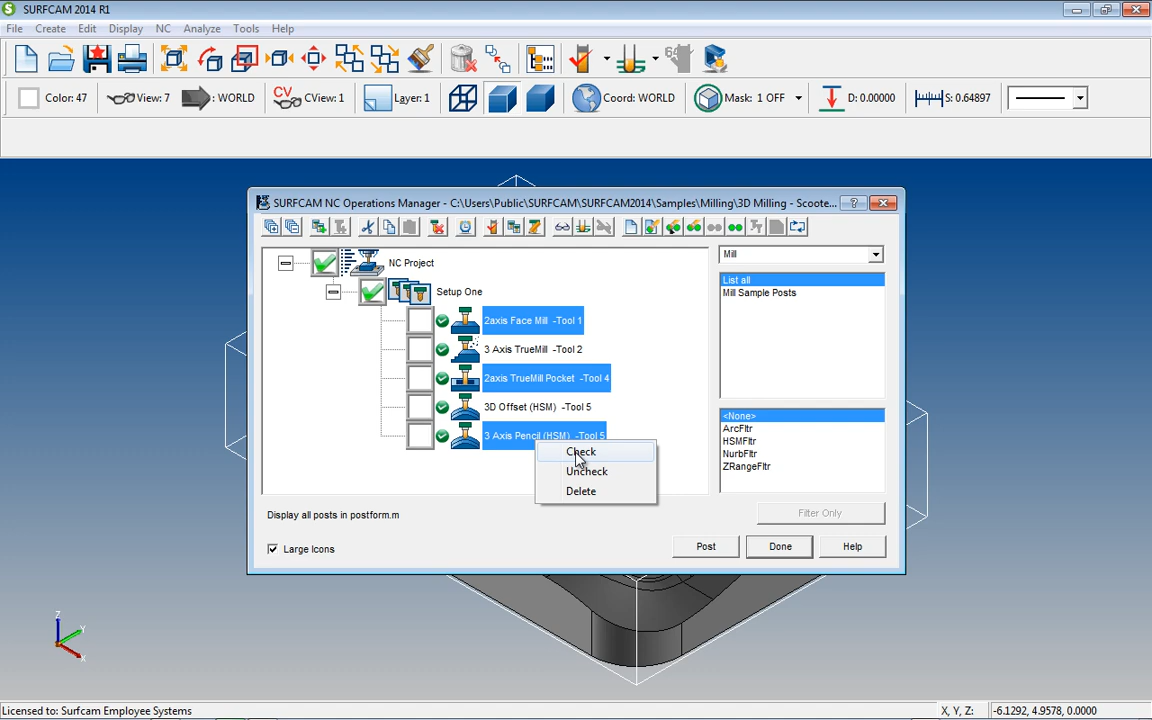 SURFCAM 2014 R1
File Create Edit Display NC Analyze Tools Help
Color: 47 View: 7 : WORLD CV CView: 1 Layer: 1 Coord: WORLD Mask: 1 OFF D: 0.00000 S: 0.64897
SURFCAM NC Operations Manager - C:\Users\Public\SURFCAM\SURFCAM2014\Samples\Milling\3D Milling - Scoote...
NC Project
Setup One
2axis Face Mill -Tool 1
3 Axis TrueMill -Tool 2
2axis TrueMill Pocket -Tool 4
3D Offset (HSM) -Tool 5
3 Axis Pencil (HSM) -Tool 5
Check
Uncheck
Delete
Mill
List all
Mill Sample Posts
<None>
ArcFltr
HSMFltr
NurbFltr
ZRangeFltr
Display all posts in postform.m
Filter Only
Large Icons
Post Done Help
Z
Y
X
Licensed to: Surfcam Employee Systems
X, Y, Z: -6.1292, 4.9578, 0.0000